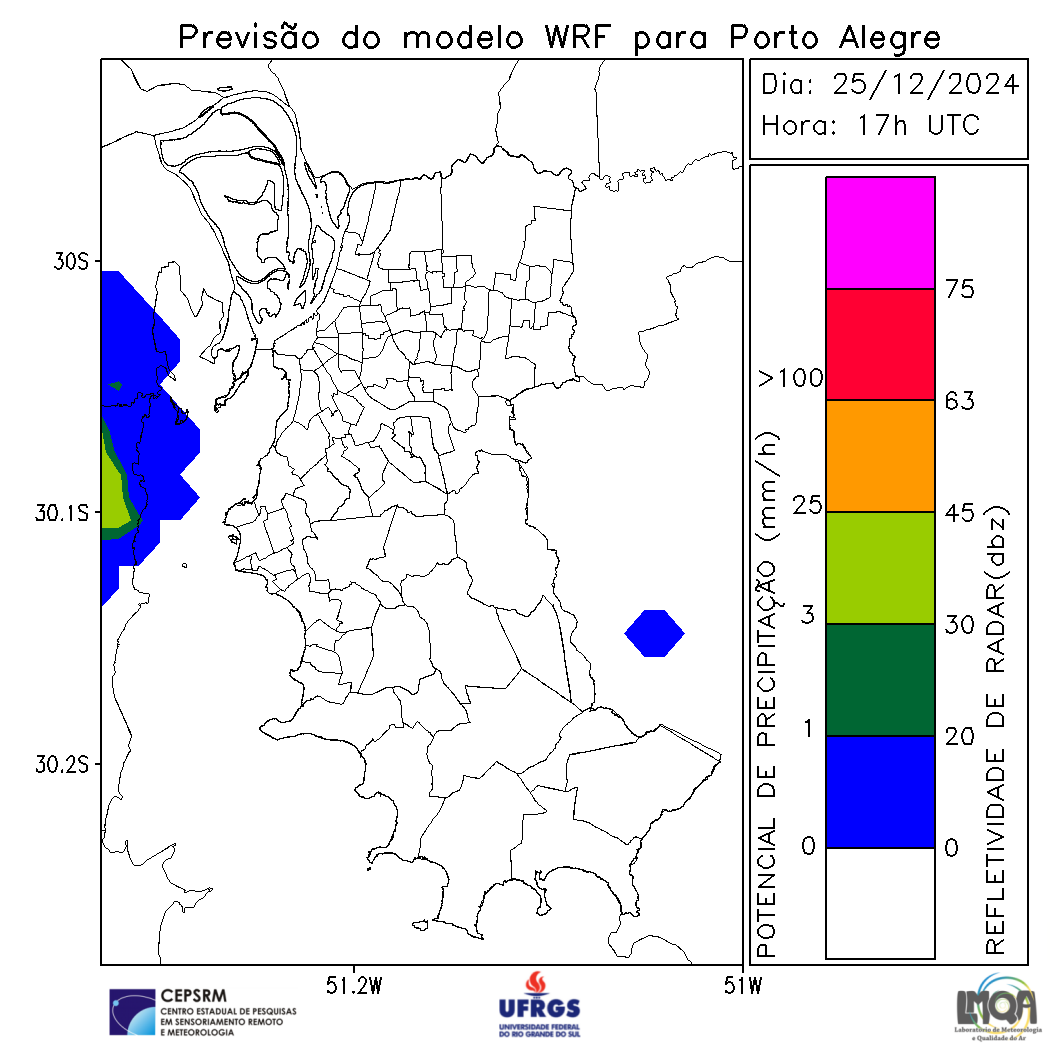 Previsão do modelo WRF para Porto Alegre
Dia: 25/12/2024
Hora: 17h UTC
30S
30.1S
30.2S
51.2W
51W
POTENCIAL DE PRECIPITAÇÃO (mm/h)
>100
25
3
1
0
75
63
45
30
20
0
REFLETIVIDADE DE RADAR(dbz)
CEPSRM
CENTRO ESTADUAL DE PESQUISAS
EM SENSORIAMENTO REMOTO
E METEOROLOGIA
UFRGS
UNIVERSIDADE FEDERAL
DO RIO GRANDE DO SUL
LMQA
Laboratório de Meteorologia
e Qualidade do Ar